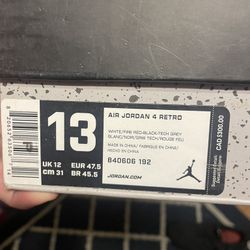 13
UK 12
EUR 47.5
CM 31
BR 45.5
AIR JORDAN 4 RETRO
WHITE/FIRE RED-BLACK-TECH GREY
BLANC/NOIR/GRIS TECH/ROUGE FEU
MADE IN CHINA / FABRIQUE EN CHINE /
HECHO EN CHINA
840606 192
JORDAN.COM
CAD $300.00